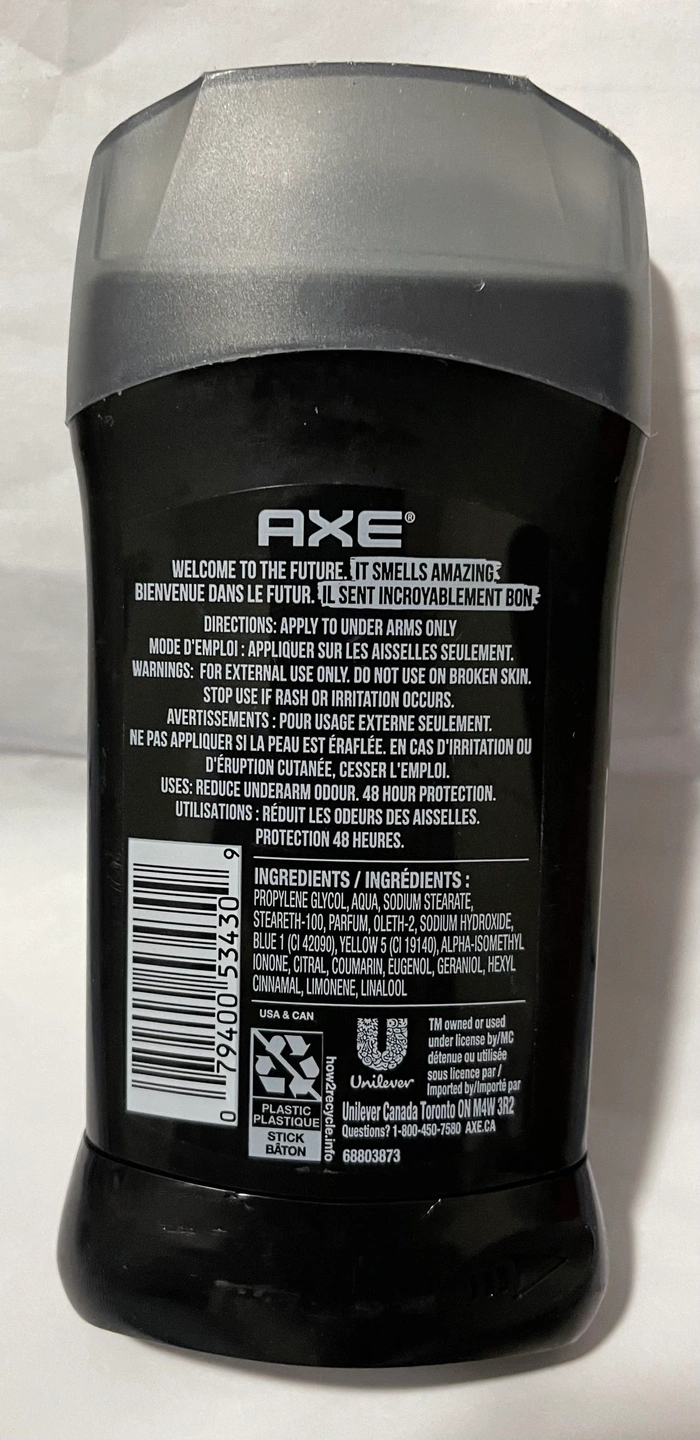 AXE®
WELCOME TO THE FUTURE. IT SMELLS AMAZING.
BIENVENUE DANS LE FUTUR. IL SENT INCROYABLEMENT BON.
DIRECTIONS: APPLY TO UNDER ARMS ONLY
MODE D'EMPLOI : APPLIQUER SUR LES AISSELLES SEULEMENT.
WARNINGS: FOR EXTERNAL USE ONLY. DO NOT USE ON BROKEN SKIN.
STOP USE IF RASH OR IRRITATION OCCURS.
AVERTISSEMENTS : POUR USAGE EXTERNE SEULEMENT.
NE PAS APPLIQUER SI LA PEAU EST ÉRAFLÉE. EN CAS D'IRRITATION OU
D'ÉRUPTION CUTANÉE, CESSER L'EMPLOI.
USES: REDUCE UNDERARM ODOUR. 48 HOUR PROTECTION.
UTILISATIONS : RÉDUIT LES ODEURS DES AISSELLES.
PROTECTION 48 HEURES.
0 79400 53430 9
INGREDIENTS / INGRÉDIENTS :
PROPYLENE GLYCOL, AQUA, SODIUM STEARATE,
STEARETH-100, PARFUM, OLETH-2, SODIUM HYDROXIDE,
BLUE 1 (CI 42090), YELLOW 5 (CI 19140), ALPHA-ISOMETHYL
IONONE, CITRAL, COUMARIN, EUGENOL, GERANIOL, HEXYL
CINNAMAL, LIMONENE, LINALOOL
USA & CAN
PLASTIC
PLASTIQUE
STICK
BÂTON
how2recycle.info
Unilever
TM owned or used
under license by/MC
détenue ou utilisée
sous licence par /
Imported by/Importé par
Unilever Canada Toronto ON M4W 3R2
Questions? 1-800-450-7580 AXE.CA
68803873